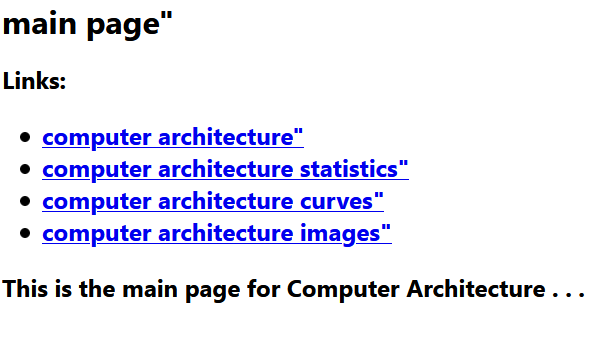 main page"
Links:
computer architecture"
computer architecture statistics"
computer architecture curves"
computer architecture images"
This is the main page for Computer Architecture . . .